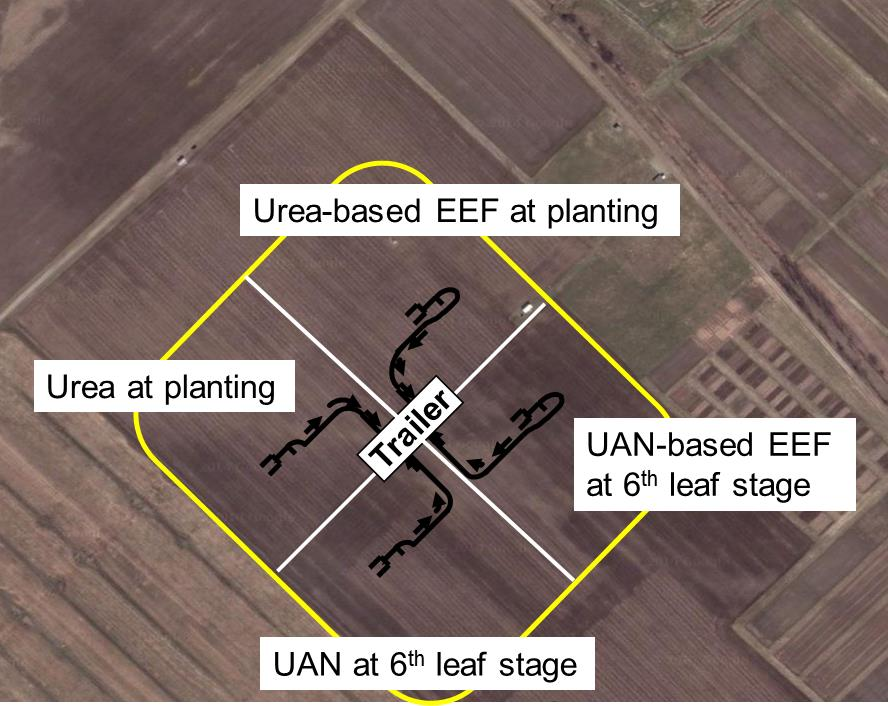 Urea-based EEF at planting
Urea at planting
Trailer
UAN-based EEF
at 6th leaf stage
UAN at 6th leaf stage